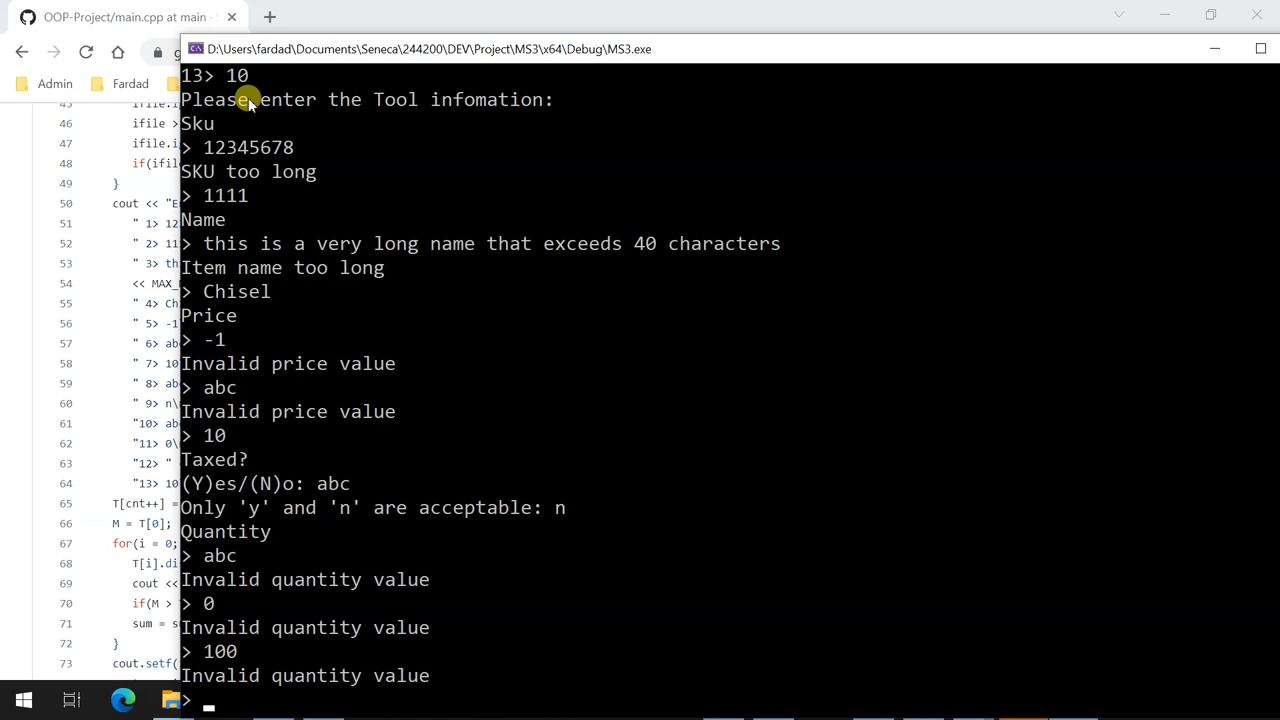 OOP-Project/main.cpp at main ·
D:\Users\fardad\Documents\Seneca\244200\DEV\Project\MS3\x64\Debug\MS3.exe
Admin
Fardad
46 ifile >
47 ifile.i
48 if(ifil
49 }
50 cout << "E
51 " 1> 12
52 " 2> 11
53 " 3> th
54 << MAX_
55 " 4> Ch
56 " 5> -1
57 " 6> ab
58 " 7> 10
59 " 8> ab
60 " 9> n\
61 "10> ab
62 "11> 0\
63 "12> "
64 "13> 10
65 T[cnt++] =
66 M = T[0];
67 for(i = 0;
68 T[i].di
69 cout <<
70 if(M >
71 sum = s
72 }
73 cout.setf(
13> 10
Please enter the Tool infomation:
Sku
> 12345678
SKU too long
> 1111
Name
> this is a very long name that exceeds 40 characters
Item name too long
> Chisel
Price
> -1
Invalid price value
> abc
Invalid price value
> 10
Taxed?
(Y)es/(N)o: abc
Only 'y' and 'n' are acceptable: n
Quantity
> abc
Invalid quantity value
> 0
Invalid quantity value
> 100
Invalid quantity value
>